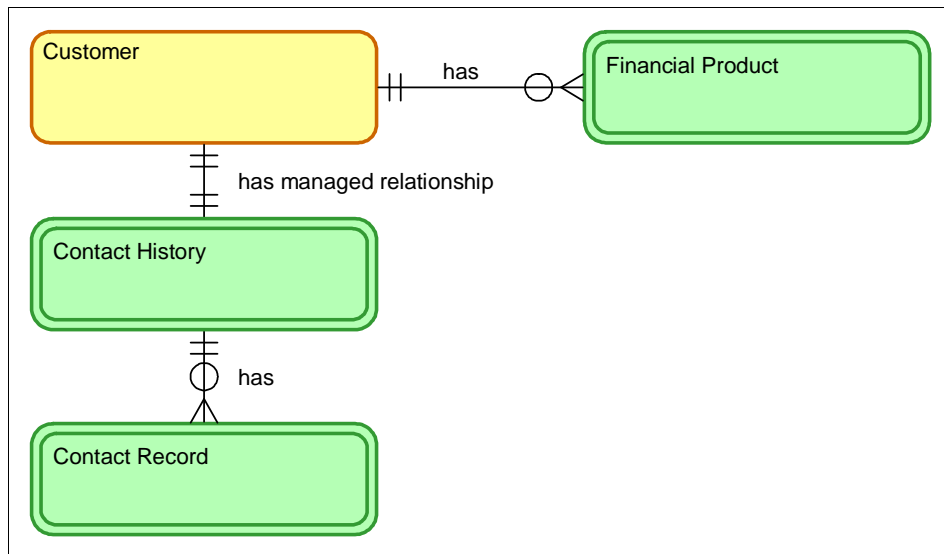 Customer
has
Financial Product
has managed relationship
Contact History
has
Contact Record